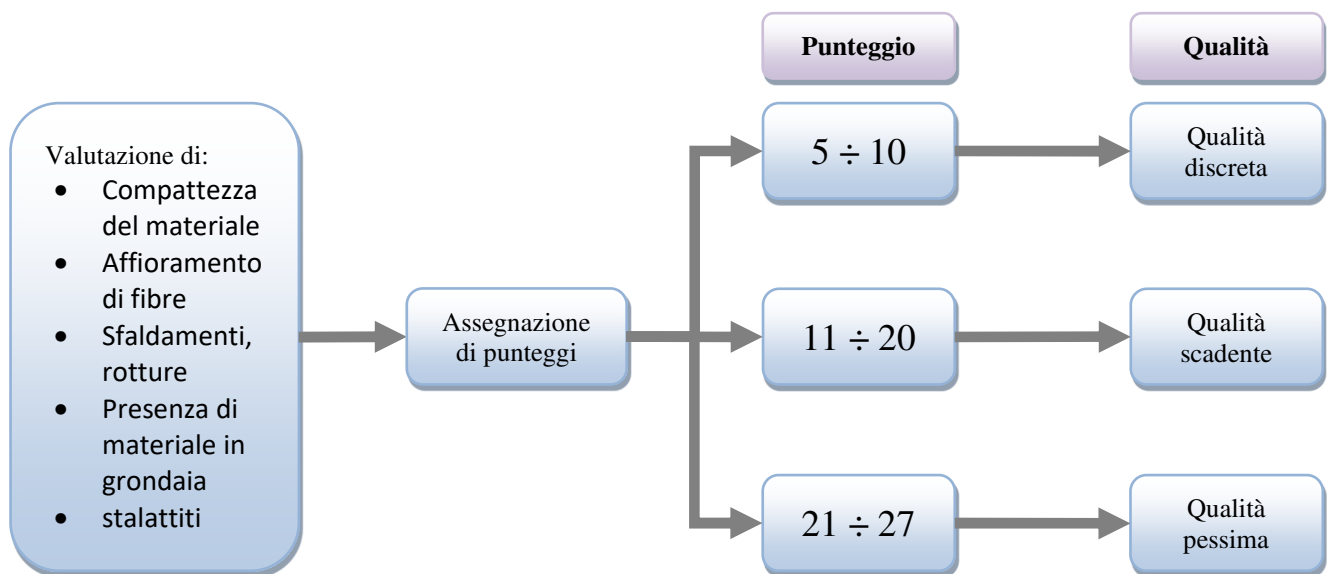 Punteggio
Qualità
Valutazione di:
• Compattezza
del materiale
• Affioramento
di fibre
• Sfaldamenti,
rotture
• Presenza di
materiale in
grondaia
• stalattiti
Assegnazione
di punteggi
5 ÷ 10
Qualità
discreta
11 ÷ 20
Qualità
scadente
21 ÷ 27
Qualità
pessima